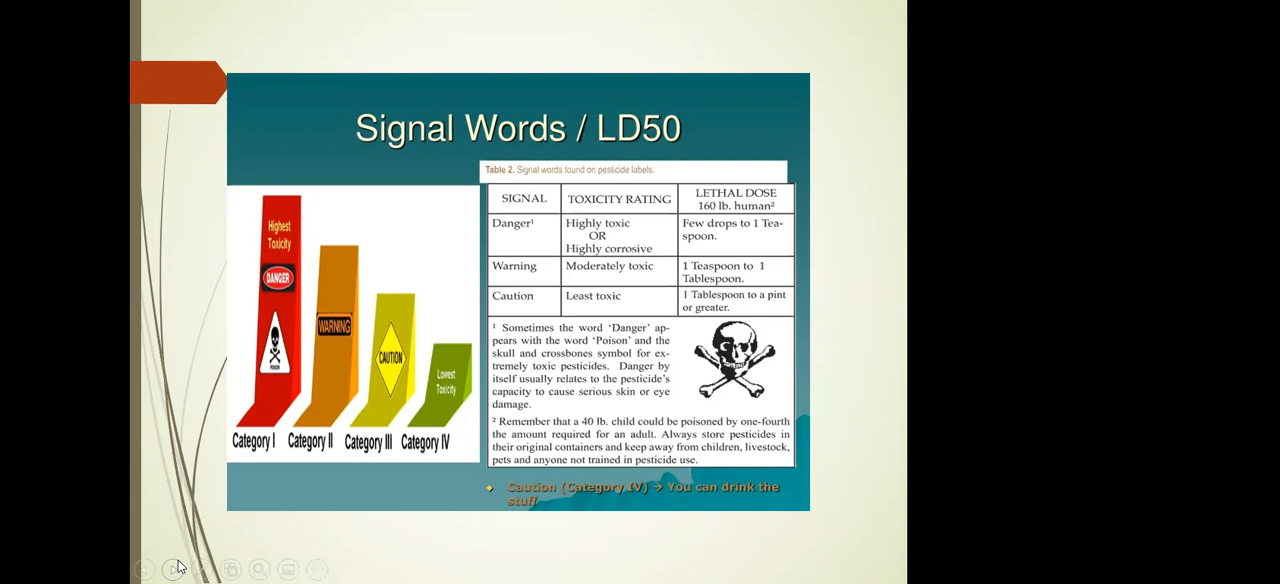 Signal Words / LD50
Highest
Toxicity
DANGER
POISON
WARNING
CAUTION
Lowest
Toxicity
Category I
Category II
Category III
Category IV
Table 2. Signal words found on pesticide labels.
SIGNAL
TOXICITY RATING
LETHAL DOSE
160 lb. human²
Danger¹
Highly toxic
OR
Highly corrosive
Few drops to 1 Tea-
spoon.
Warning
Moderately toxic
1 Teaspoon to 1
Tablespoon.
Caution
Least toxic
1 Tablespoon to a pint
or greater.
¹ Sometimes the word ‘Danger’ ap-
pears with the word ‘Poison’ and the
skull and crossbones symbol for ex-
tremely toxic pesticides. Danger by
itself usually relates to the pesticide’s
capacity to cause serious skin or eye
damage.
² Remember that a 40 lb. child could be poisoned by one-fourth
the amount required for an adult. Always store pesticides in
their original containers and keep away from children, livestock,
pets and anyone not trained in pesticide use.
Caution (Category IV) → You can drink the
stuff